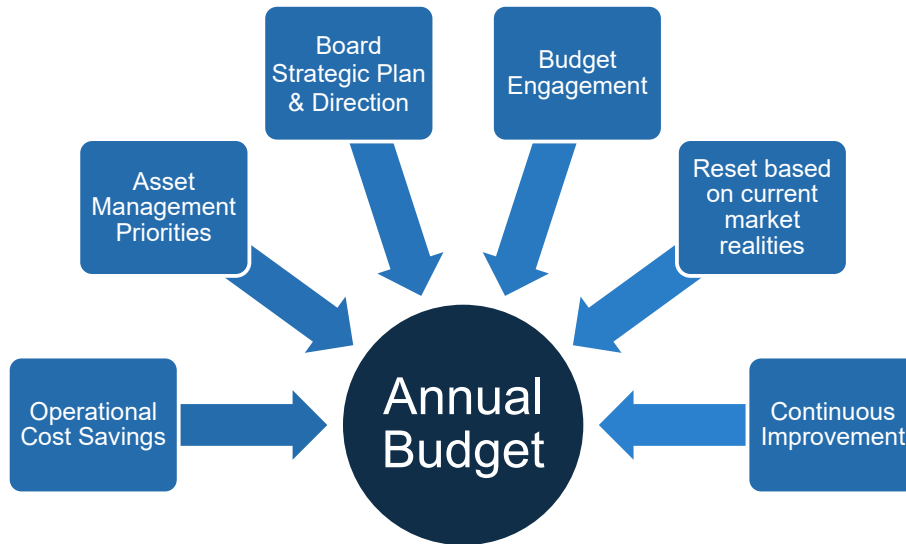 Board
Strategic Plan
& Direction
Budget
Engagement
Asset
Management
Priorities
Reset based
on current
market
realities
Operational
Cost Savings
Annual
Budget
Continuous
Improvement